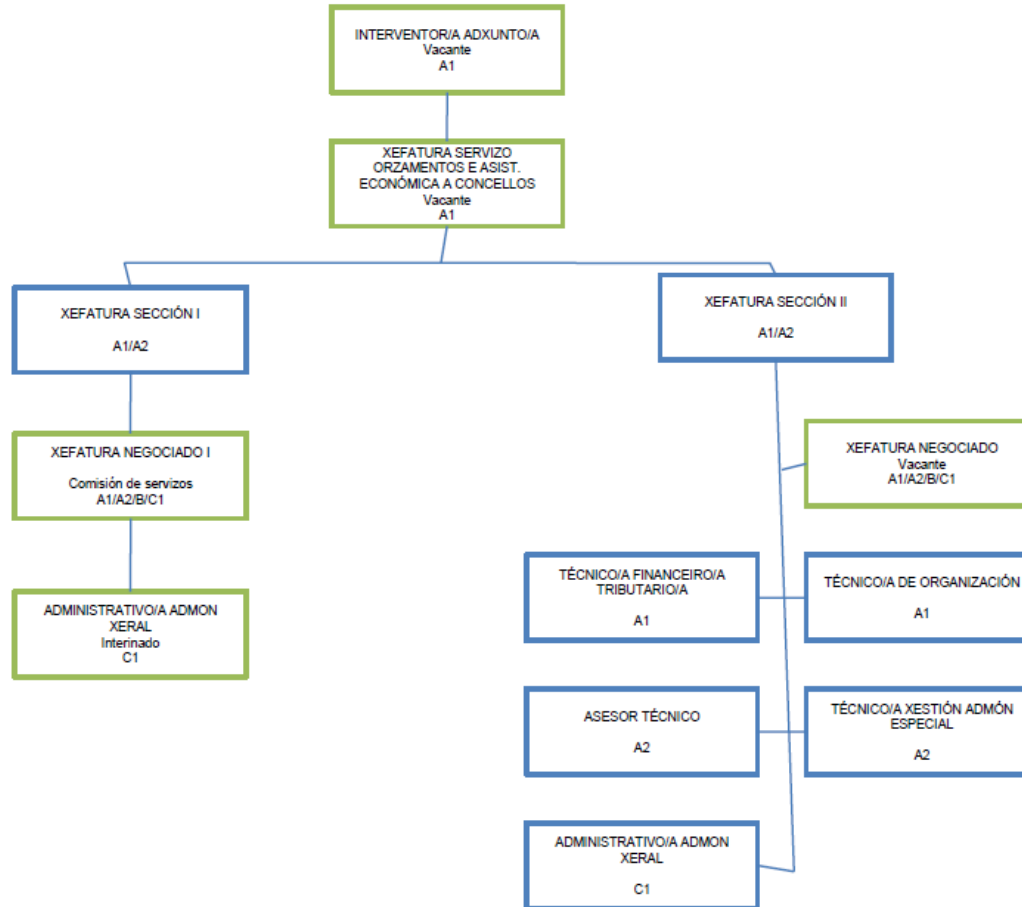 INTERVENTOR/A ADXUNTO/A
Vacante
A1
XEFATURA SERVIZO
ORZAMENTOS E ASIST.
ECONÓMICA A CONCELLOS
Vacante
A1
XEFATURA SECCIÓN I
A1/A2
XEFATURA SECCIÓN II
A1/A2
XEFATURA NEGOCIADO I
Comisión de servizos
A1/A2/B/C1
XEFATURA NEGOCIADO
Vacante
A1/A2/B/C1
ADMINISTRATIVO/A ADMON
XERAL
Interinado
C1
TÉCNICO/A FINANCEIRO/A
TRIBUTARIO/A
A1
TÉCNICO/A DE ORGANIZACIÓN
A1
ASESOR TÉCNICO
A2
TÉCNICO/A XESTIÓN ADMÓN
ESPECIAL
A2
ADMINISTRATIVO/A ADMON
XERAL
C1